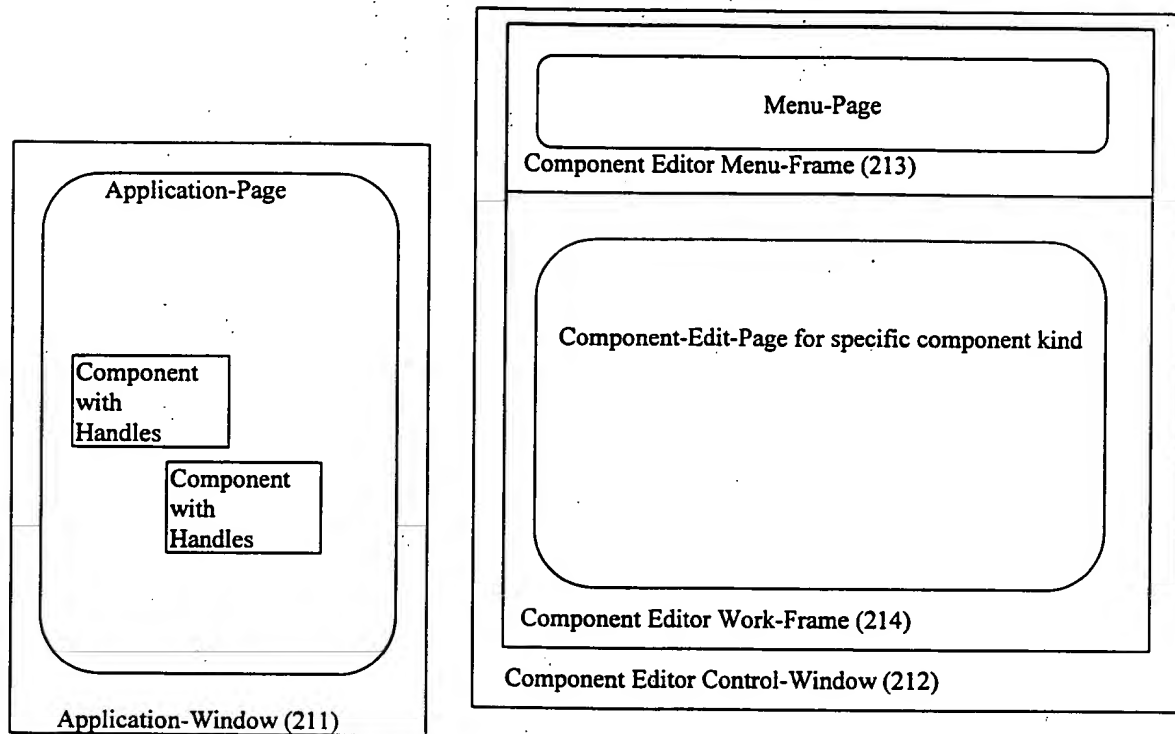 Application-Page
Component
with
Handles
Component
with
Handles
Application-Window (211)
Menu-Page
Component Editor Menu-Frame (213)
Component-Edit-Page for specific component kind
Component Editor Work-Frame (214)
Component Editor Control-Window (212)